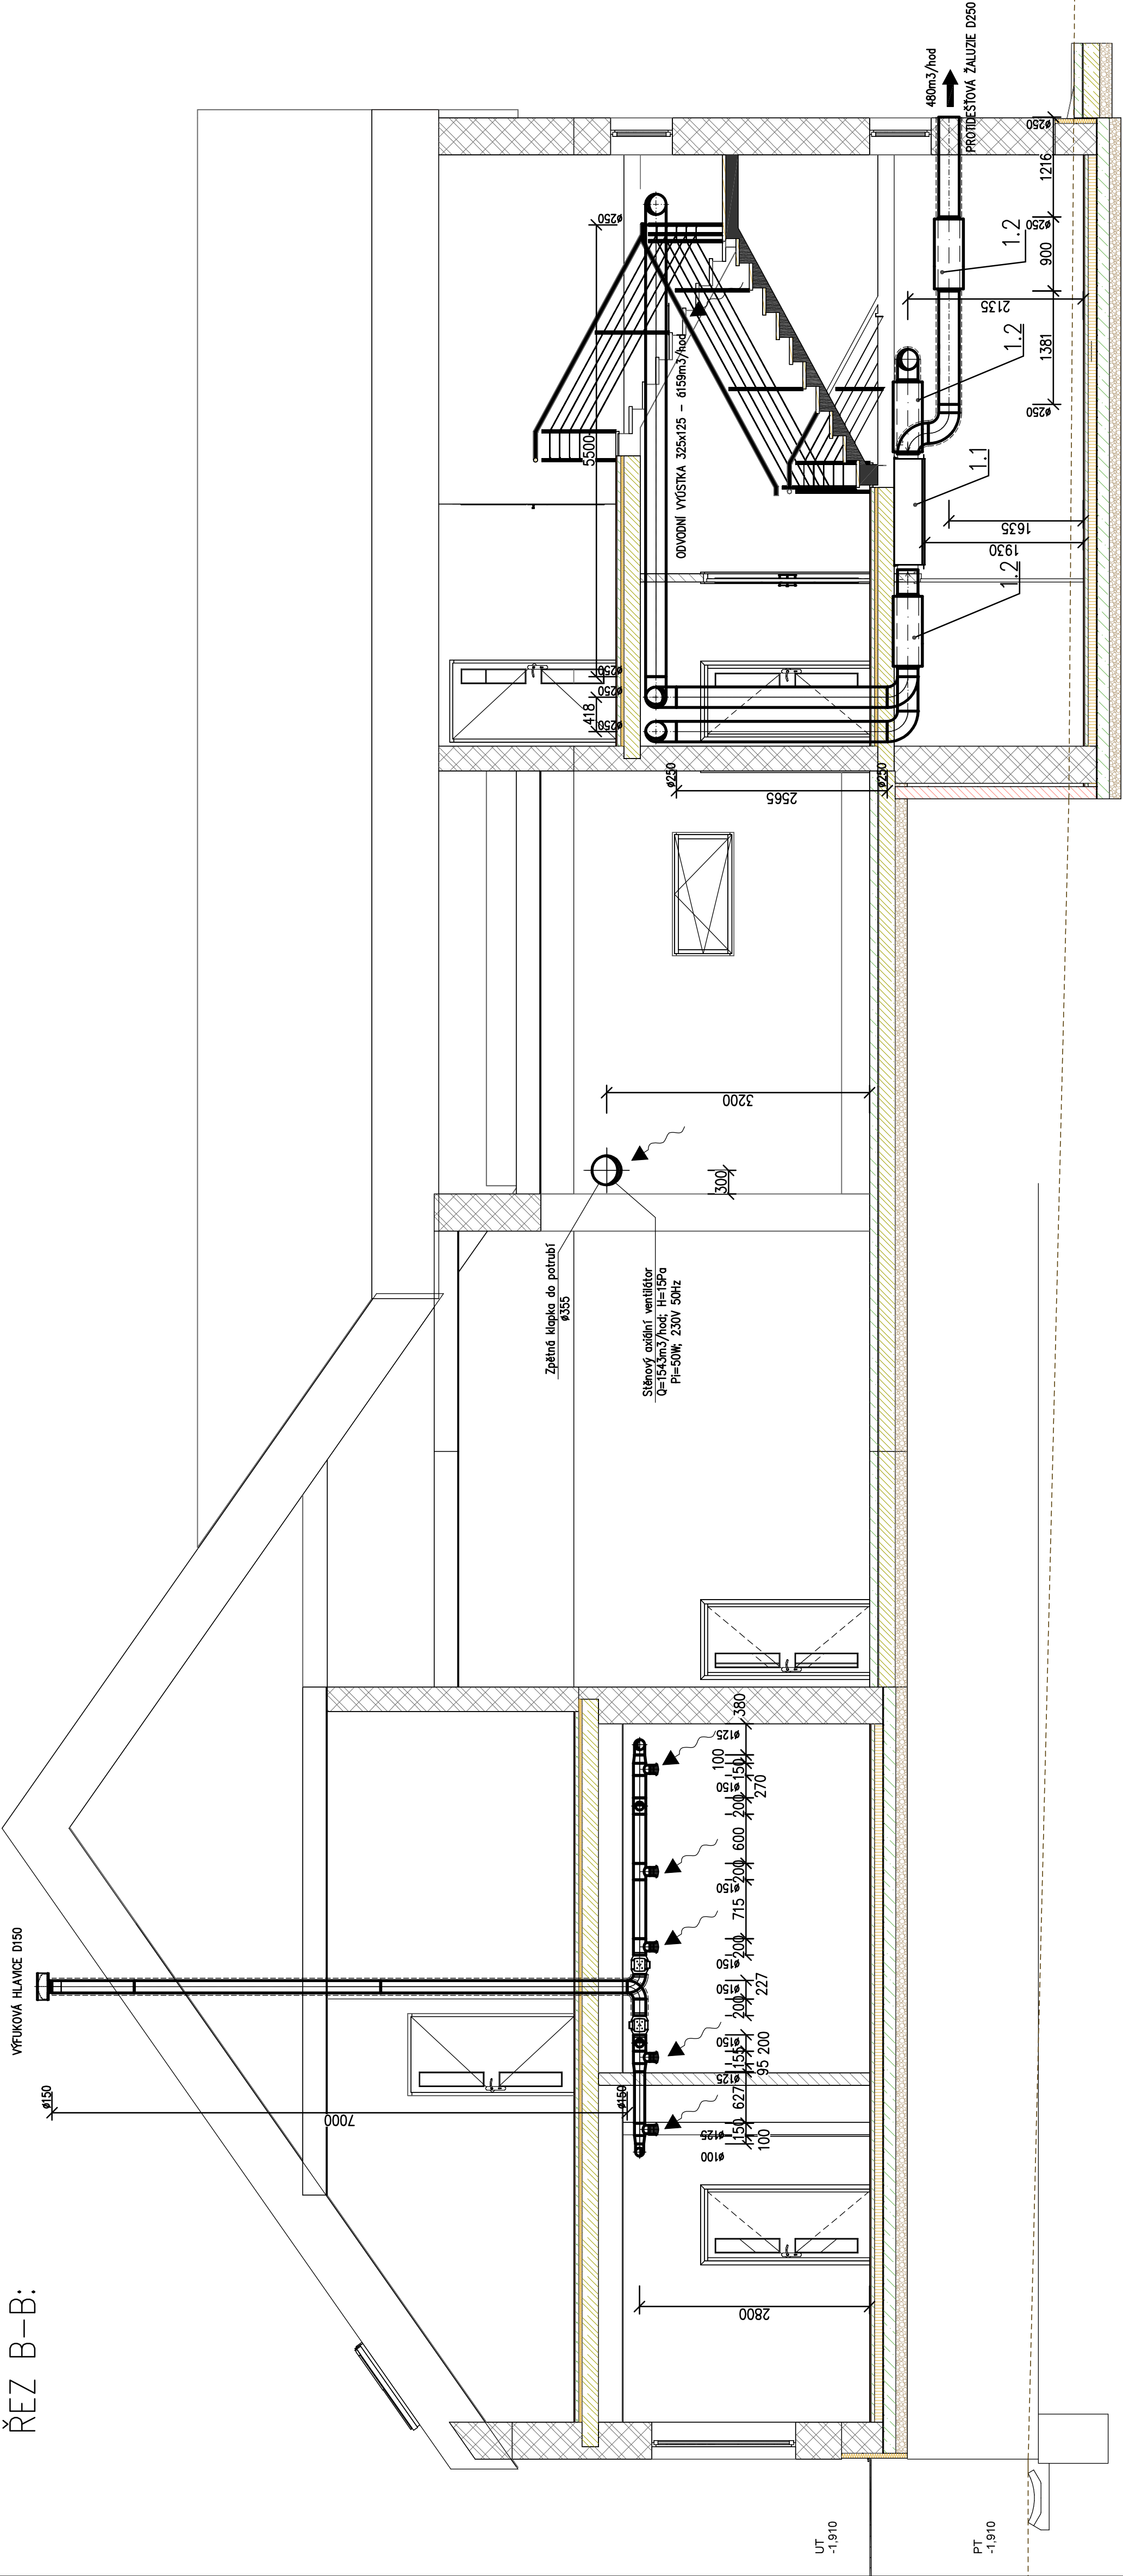 ŘEZ B-B:
VÝFUKOVÁ HLAVICE D150
ø150
7000
ø150
2800
ø100
ø125
150
100
627
ø125
95
155
ø150
200
200
ø150
227
ø150
200
715
ø150
200
600
200
ø150
270
150
100
ø125
380
Zpětná klapka do potrubí
ø355
Stěnový axiální ventilátor
Q=1543m3/hod; H=15Pa
Pi=50W; 230V 50Hz
300
3200
2565
ø250
ø250
418
ø250
ø250
ø250
5500
ø250
ODVODNÍ VYÚSTKA 325x125 - á159m3/hod
1.2
1.1
1.2
1.2
1930
1635
2135
ø250
1381
900
ø250
1216
ø250
480m3/hod
PROTIDEŠŤOVÁ ŽALUZIE D250
UT
-1,910
PT
-1,910